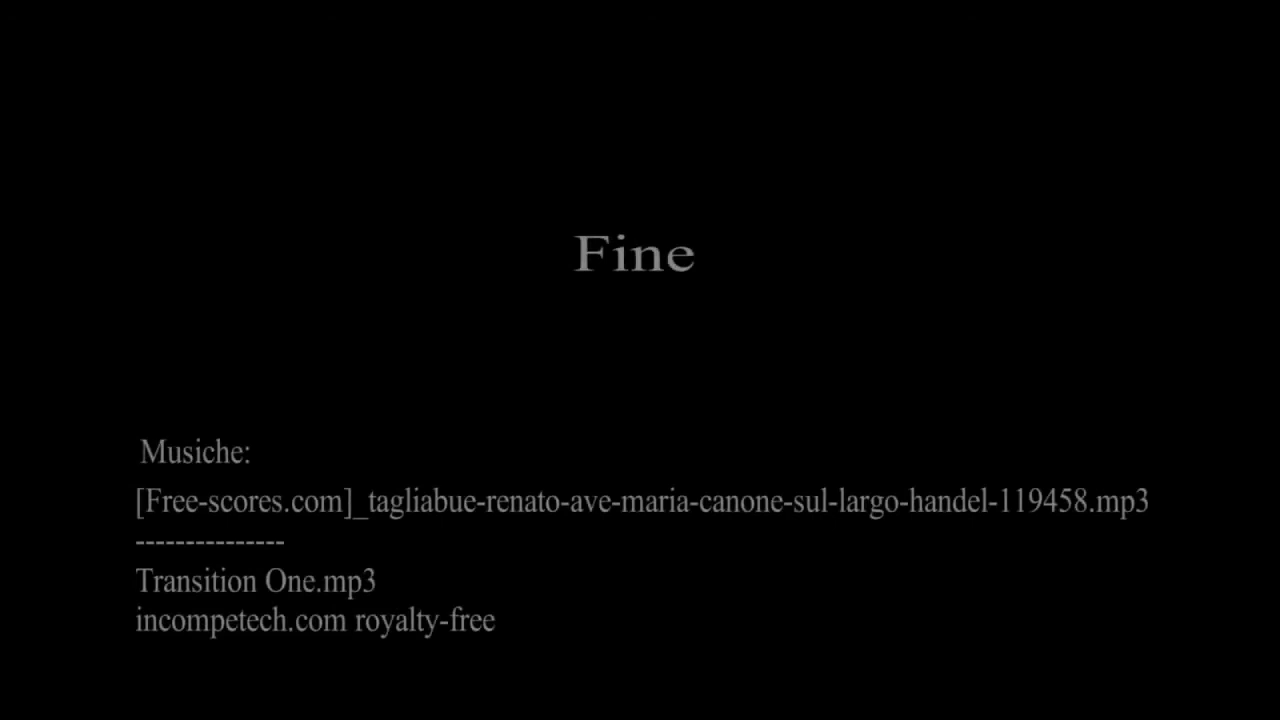 Fine
Musiche:
[Free-scores.com]_tagliabue-renato-ave-maria-canone-sul-largo-handel-119458.mp3
---------------
Transition One.mp3
incompetech.com royalty-free